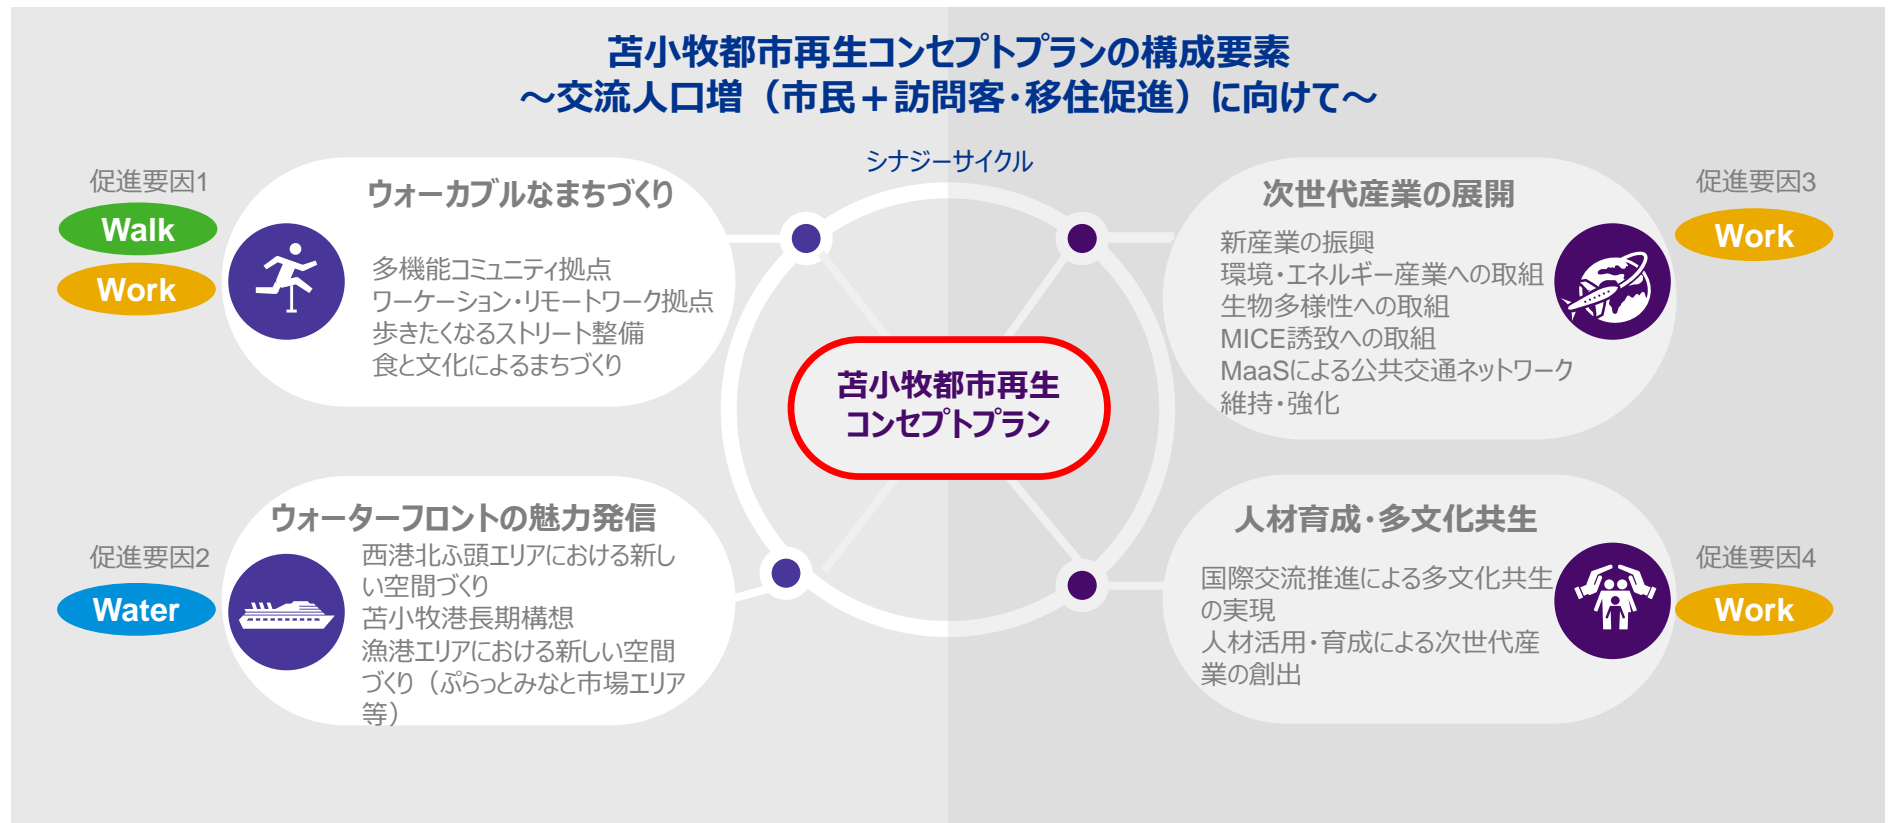 苫小牧都市再生コンセプトプランの構成要素
～交流人口増（市民＋訪問客・移住促進）に向けて～
シナジーサイクル
促進要因1
Walk
Work
ウォーカブルなまちづくり
多機能コミュニティ拠点
ワーケーション・リモートワーク拠点
歩きたくなるストリート整備
食と文化によるまちづくり
促進要因2
Water
ウォーターフロントの魅力発信
西港北ふ頭エリアにおける新し
い空間づくり
苫小牧港長期構想
漁港エリアにおける新しい空間
づくり（ぷらっとみなと市場エリア
等）
苫小牧都市再生
コンセプトプラン
促進要因3
Work
次世代産業の展開
新産業の振興
環境・エネルギー産業への取組
生物多様性への取組
MICE誘致への取組
MaaSによる公共交通ネットワーク
維持・強化
促進要因4
Work
人材育成・多文化共生
国際交流推進による多文化共生
の実現
人材活用・育成による次世代産
業の創出